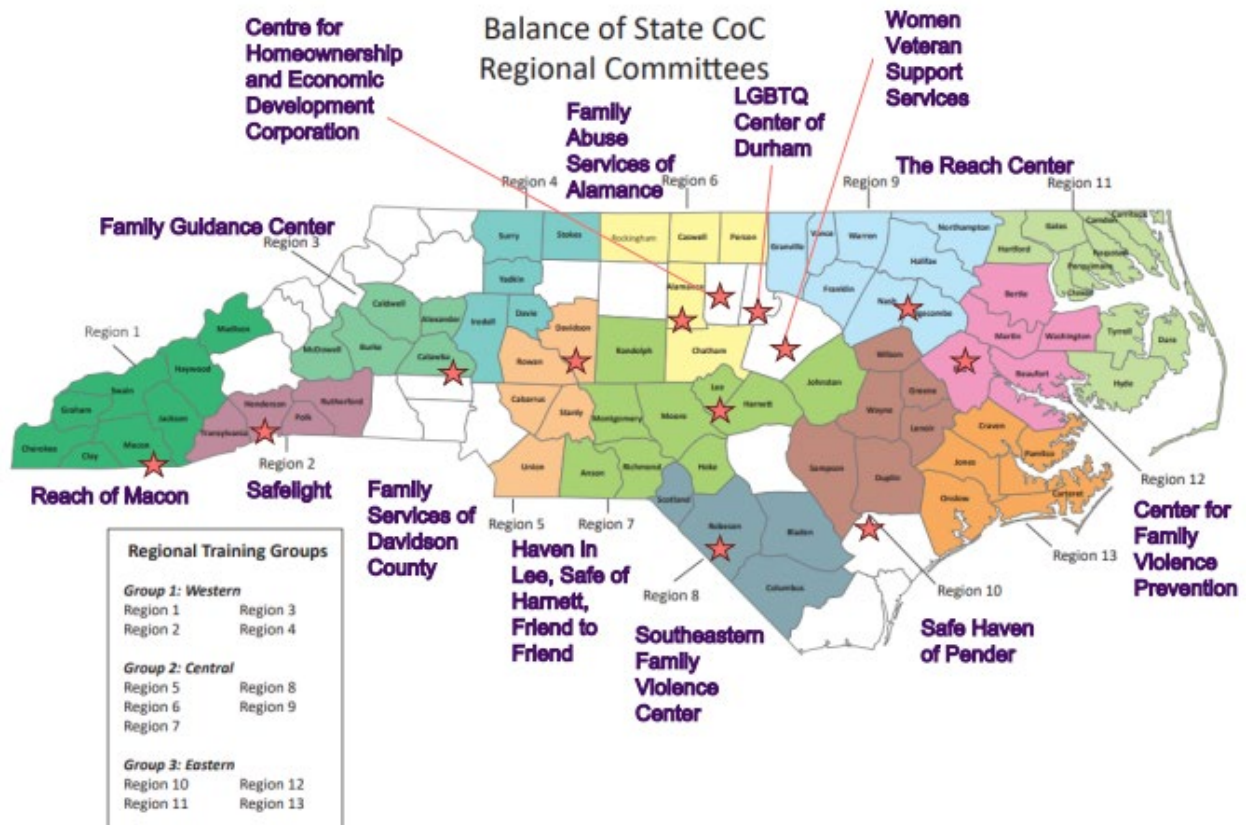 Balance of State CoC
Regional Committees
Centre for
Homeownership
and Economic
Development
Corporation
Family
Abuse
Services of
Alamance
LGBTQ
Center of
Durham
Women
Veteran
Support
Services
The Reach Center
Family Guidance Center
Region 4
Region 6
Region 9
Region 11
Region 3
Region 1
Surry
Stokes
Rockingham
Caswell
Person
Granville
Vance
Warren
Northampton
Hertford
Gates
Camden
Currituck
Pasquotank
Perquimans
Chowan
Halifax
Yadkin
Alamance
Franklin
Nash
Edgecombe
Bertie
Madison
Caldwell
Alexander
Iredell
Davie
Davidson
Randolph
Chatham
Martin
Washington
Tyrrell
Dare
McDowell
Burke
Catawba
Rowan
Wilson
Beaufort
Hyde
Haywood
Swain
Lee
Johnston
Greene
Henderson
Polk
Rutherford
Cabarrus
Stanly
Montgomery
Moore
Harnett
Wayne
Lenoir
Craven
Graham
Jackson
Transylvania
Cherokee
Clay
Macon
Union
Anson
Richmond
Hoke
Sampson
Duplin
Jones
Pamlico
Onslow
Carteret
Scotland
Robeson
Bladen
Columbus
Region 2
Region 5
Region 7
Region 8
Region 10
Region 12
Region 13
Reach of Macon
Safelight
Family
Services of
Davidson
County
Haven in
Lee, Safe of
Harnett,
Friend to
Friend
Southeastern
Family
Violence
Center
Safe Haven
of Pender
Center for
Family
Violence
Prevention
Regional Training Groups
Group 1: Western
Region 1 Region 3
Region 2 Region 4
Group 2: Central
Region 5 Region 8
Region 6 Region 9
Region 7
Group 3: Eastern
Region 10 Region 12
Region 11 Region 13